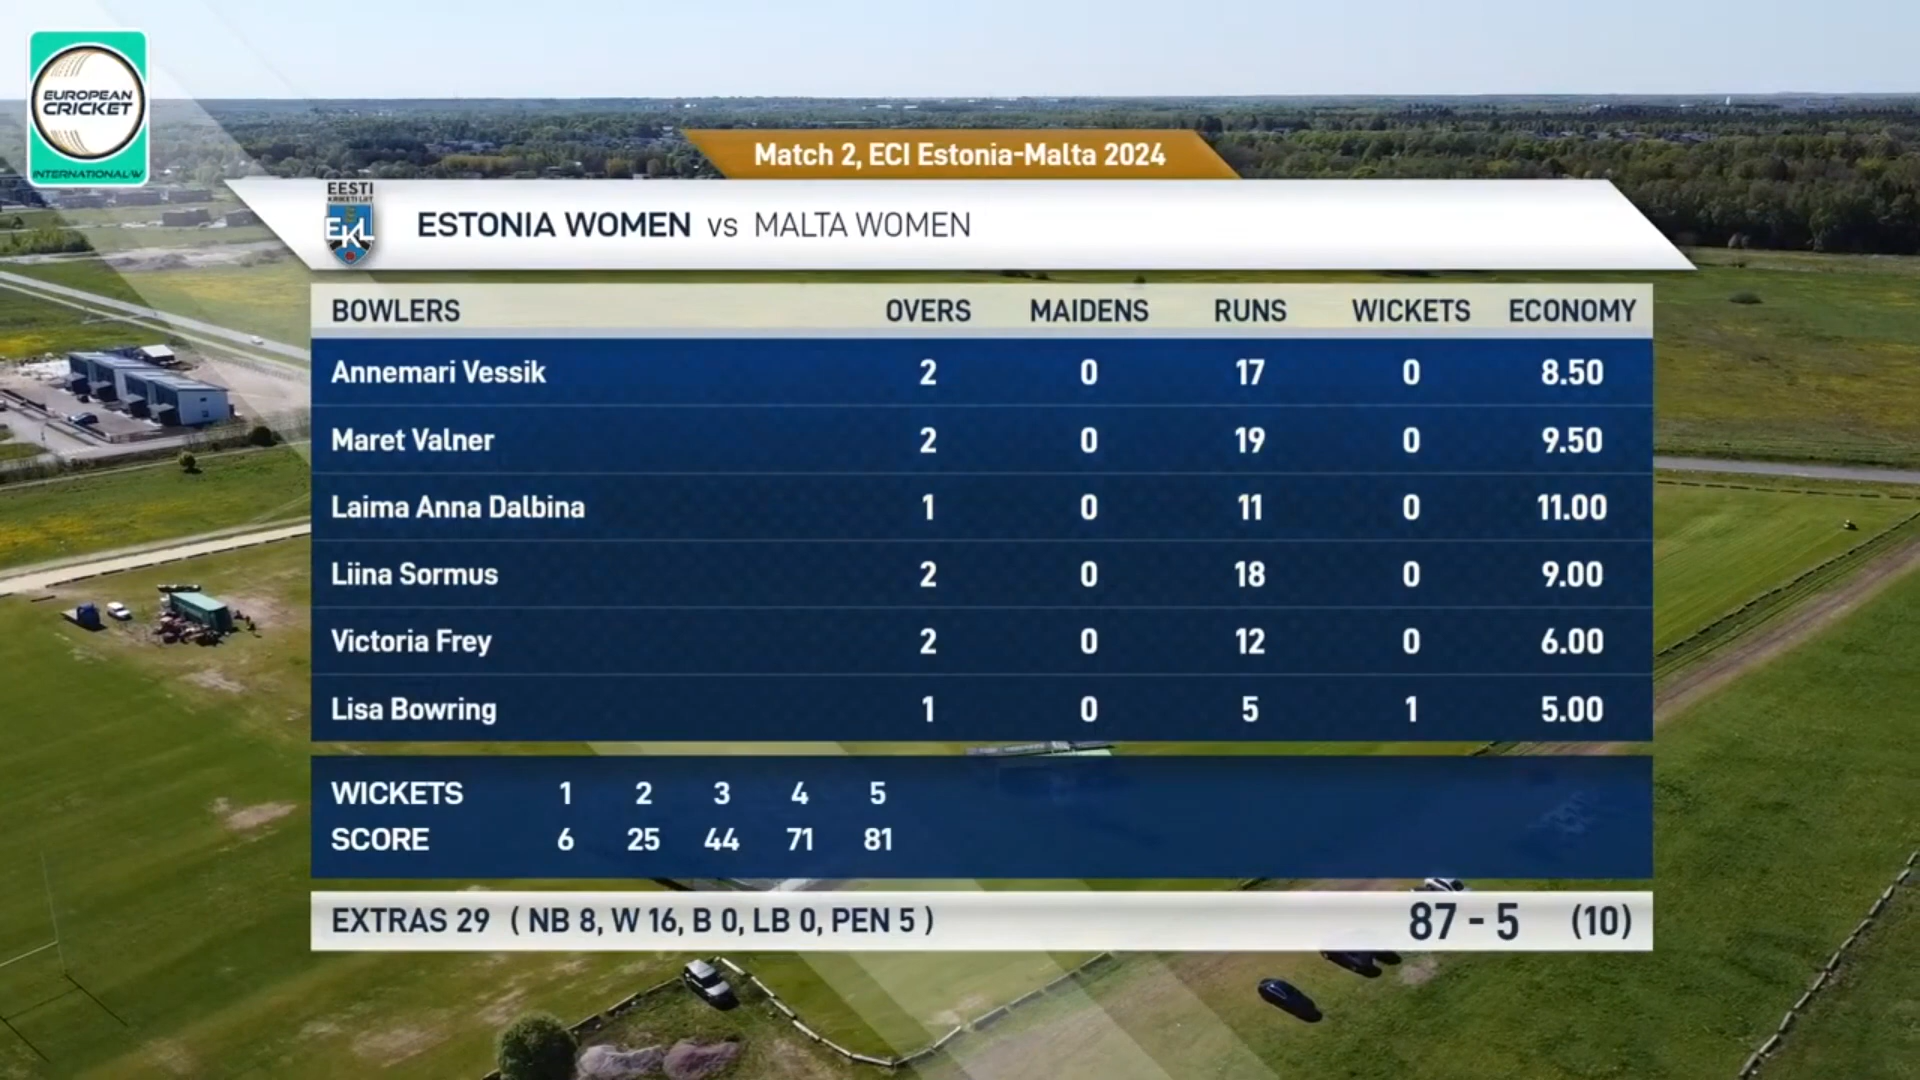 EUROPEAN
CRICKET
INTERNATIONAL/W
Match 2, ECI Estonia-Malta 2024
EESTI
KRIKETI LIIT
EKL
ESTONIA WOMEN vs MALTA WOMEN
BOWLERS OVERS MAIDENS RUNS WICKETS ECONOMY
Annemari Vessik 2 0 17 0 8.50
Maret Valner 2 0 19 0 9.50
Laima Anna Dalbina 1 0 11 0 11.00
Liina Sormus 2 0 18 0 9.00
Victoria Frey 2 0 12 0 6.00
Lisa Bowring 1 0 5 1 5.00
WICKETS 1 2 3 4 5
SCORE 6 25 44 71 81
EXTRAS 29 ( NB 8, W 16, B 0, LB 0, PEN 5 ) 87 - 5 (10)